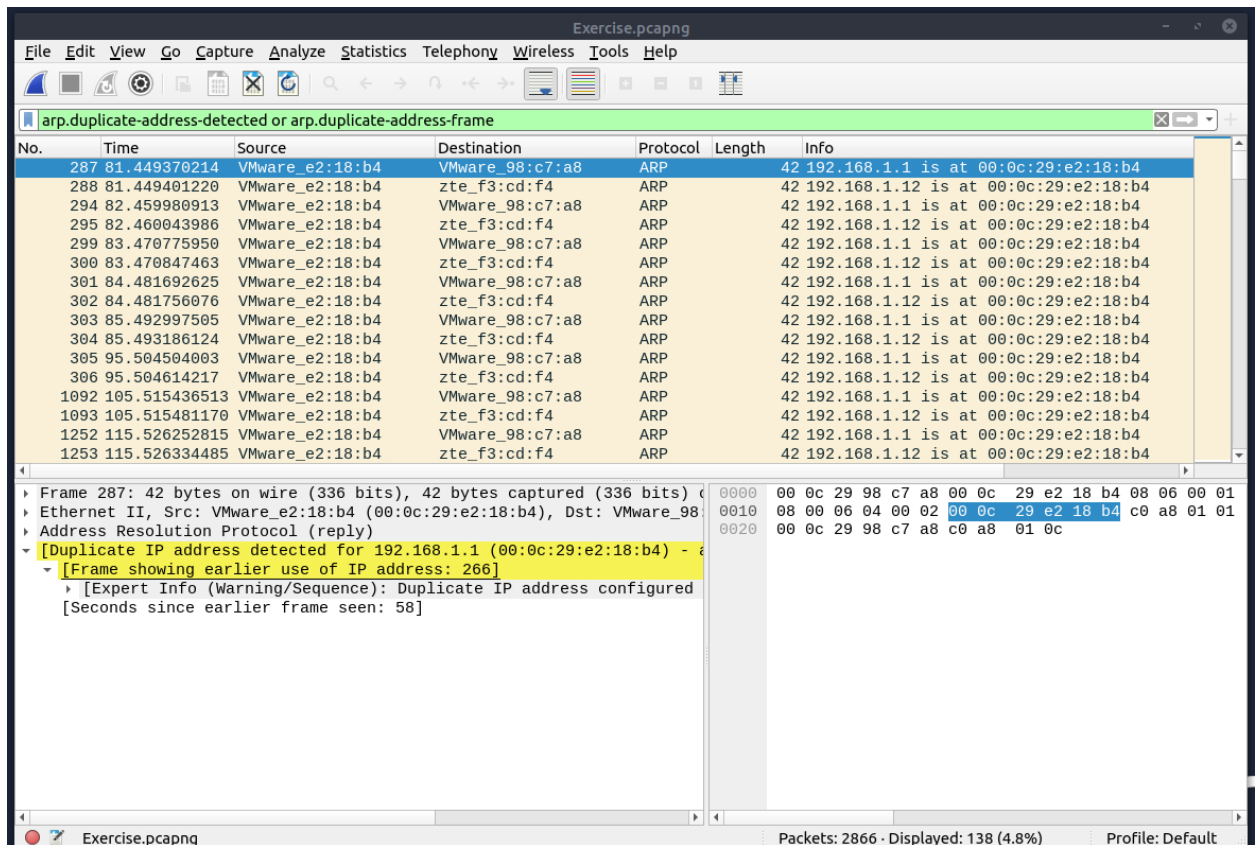 Exercise.pcapng
File Edit View Go Capture Analyze Statistics Telephony Wireless Tools Help
arp.duplicate-address-detected or arp.duplicate-address-frame
No. Time Source Destination Protocol Length Info
287 81.449370214 VMware_e2:18:b4 VMware_98:c7:a8 ARP 42 192.168.1.1 is at 00:0c:29:e2:18:b4
288 81.449401220 VMware_e2:18:b4 zte_f3:cd:f4 ARP 42 192.168.1.12 is at 00:0c:29:e2:18:b4
294 82.459980913 VMware_e2:18:b4 VMware_98:c7:a8 ARP 42 192.168.1.1 is at 00:0c:29:e2:18:b4
295 82.460043986 VMware_e2:18:b4 zte_f3:cd:f4 ARP 42 192.168.1.12 is at 00:0c:29:e2:18:b4
299 83.470775950 VMware_e2:18:b4 VMware_98:c7:a8 ARP 42 192.168.1.1 is at 00:0c:29:e2:18:b4
300 83.470847463 VMware_e2:18:b4 zte_f3:cd:f4 ARP 42 192.168.1.12 is at 00:0c:29:e2:18:b4
301 84.481692625 VMware_e2:18:b4 VMware_98:c7:a8 ARP 42 192.168.1.1 is at 00:0c:29:e2:18:b4
302 84.481756076 VMware_e2:18:b4 zte_f3:cd:f4 ARP 42 192.168.1.12 is at 00:0c:29:e2:18:b4
303 85.492997505 VMware_e2:18:b4 VMware_98:c7:a8 ARP 42 192.168.1.1 is at 00:0c:29:e2:18:b4
304 85.493186124 VMware_e2:18:b4 zte_f3:cd:f4 ARP 42 192.168.1.12 is at 00:0c:29:e2:18:b4
305 95.504504003 VMware_e2:18:b4 VMware_98:c7:a8 ARP 42 192.168.1.1 is at 00:0c:29:e2:18:b4
306 95.504614217 VMware_e2:18:b4 zte_f3:cd:f4 ARP 42 192.168.1.12 is at 00:0c:29:e2:18:b4
1092 105.515436513 VMware_e2:18:b4 VMware_98:c7:a8 ARP 42 192.168.1.1 is at 00:0c:29:e2:18:b4
1093 105.515481170 VMware_e2:18:b4 zte_f3:cd:f4 ARP 42 192.168.1.12 is at 00:0c:29:e2:18:b4
1252 115.526252815 VMware_e2:18:b4 VMware_98:c7:a8 ARP 42 192.168.1.1 is at 00:0c:29:e2:18:b4
1253 115.526334485 VMware_e2:18:b4 zte_f3:cd:f4 ARP 42 192.168.1.12 is at 00:0c:29:e2:18:b4
Frame 287: 42 bytes on wire (336 bits), 42 bytes captured (336 bits)
Ethernet II, Src: VMware_e2:18:b4 (00:0c:29:e2:18:b4), Dst: VMware_98:
Address Resolution Protocol (reply)
[Duplicate IP address detected for 192.168.1.1 (00:0c:29:e2:18:b4) -
[Frame showing earlier use of IP address: 266]
[Expert Info (Warning/Sequence): Duplicate IP address configured
[Seconds since earlier frame seen: 58]
0000 00 0c 29 98 c7 a8 00 0c 29 e2 18 b4 08 06 00 01
0010 08 00 06 04 00 02 00 0c 29 e2 18 b4 c0 a8 01 01
0020 00 0c 29 98 c7 a8 c0 a8 01 0c
Exercise.pcapng Packets: 2866 · Displayed: 138 (4.8%) Profile: Default